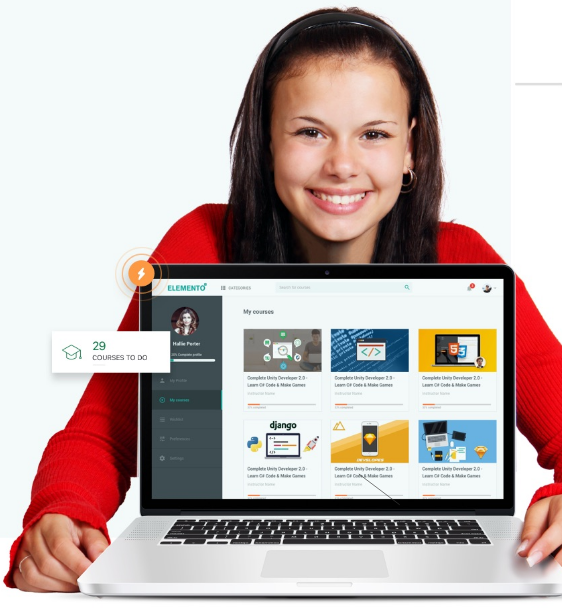 ELEMENTO
CATEGORIES
Search My courses
My courses
Hallie Porter
Complete profile
29
COURSES TO DO
My Profile
My courses
Wishlist
Preferences
Settings
Complete Unity Developer 2.0 -
Learn C# Code & Make Games
Instructor Name
Complete Unity Developer 2.0 -
Learn C# Code & Make Games
Instructor Name
Complete Unity Developer 2.0 -
Learn C# Code & Make Games
Instructor Name
django
Complete Unity Developer 2.0 -
Learn C# Code & Make Games
Instructor Name
Complete Unity Developer 2.0 -
Learn C# Code & Make Games
Instructor Name
Complete Unity Developer 2.0 -
Learn C# Code & Make Games
Instructor Name